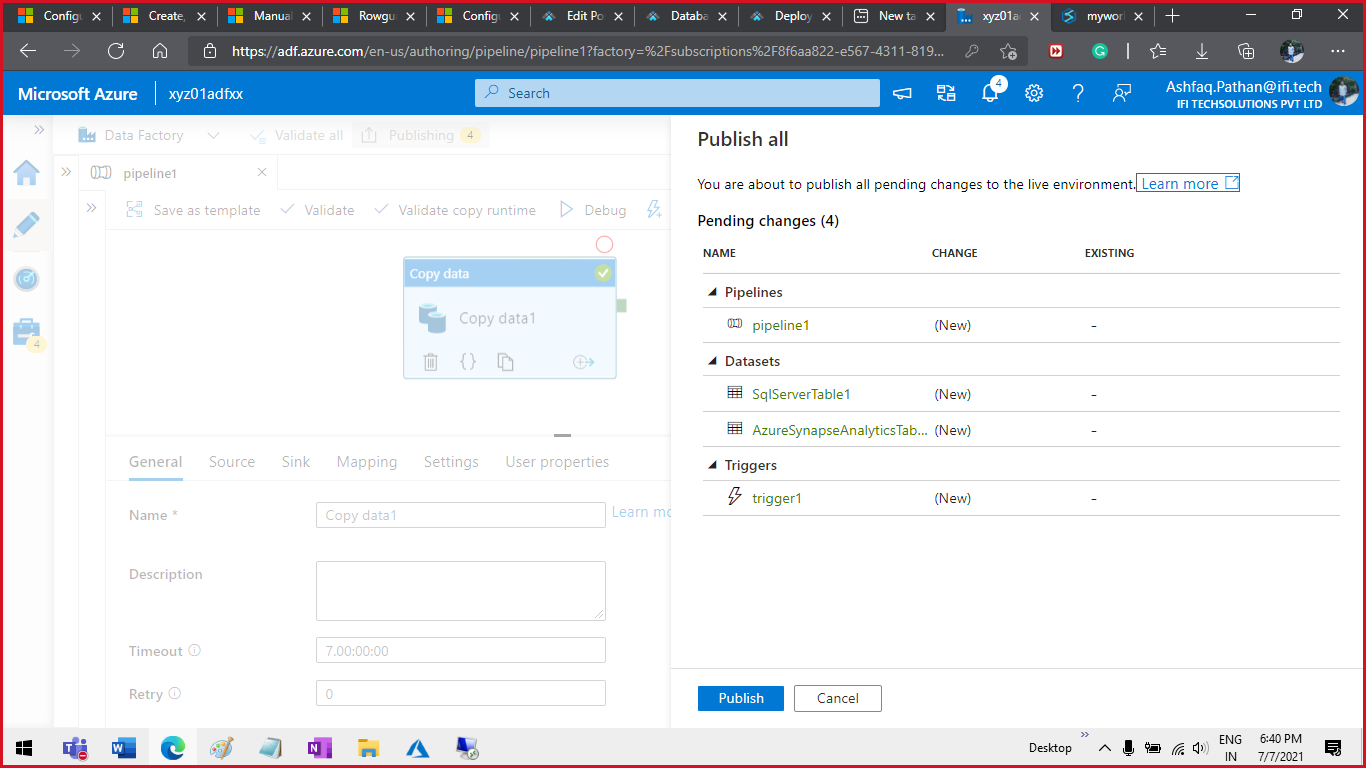 Configu
Create,
Manual
Rowgu
Configu
Edit Po
Databa
Deploy
New ta
xyz01ad
mywork
https://adf.azure.com/en-us/authoring/pipeline/pipeline1?factory=%2Fsubscriptions%2F8f6aa822-e567-4311-819...
Microsoft Azure
xyz01adfxx
Search
4
Ashfaq.Pathan@ifi.tech
IFI TECHSOLUTIONS PVT LTD
Data Factory
Validate all
Publishing 4
pipeline1
Save as template
Validate
Validate copy runtime
Debug
Copy data
Copy data1
4
General
Source
Sink
Mapping
Settings
User properties
Name *
Copy data1
Learn mo
Description
Timeout
7.00:00:00
Retry
0
Publish all
You are about to publish all pending changes to the live environment. Learn more
Pending changes (4)
NAME CHANGE EXISTING
Pipelines
pipeline1 (New) -
Datasets
SqlServerTable1 (New) -
AzureSynapseAnalyticsTab... (New) -
Triggers
trigger1 (New) -
Publish
Cancel
Desktop
ENG
IN
6:40 PM
7/7/2021